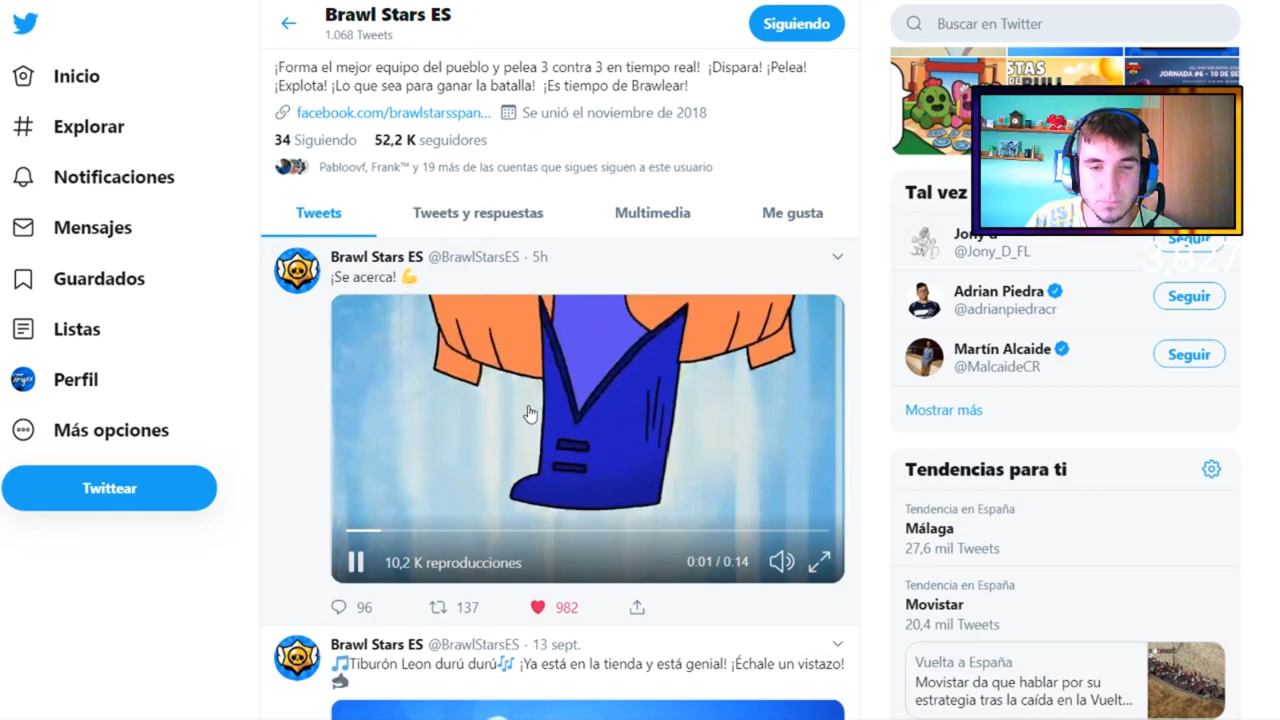 Brawl Stars ES
1.068 Tweets
Siguiendo
Buscar en Twitter
¡Forma el mejor equipo del pueblo y pelea 3 contra 3 en tiempo real! ¡Dispara! ¡Pelea!
¡Explota! ¡Lo que sea para ganar la batalla! ¡Es tiempo de Brawlear!
facebook.com/brawlstarsspan... Se unió el noviembre de 2018
34 Siguiendo 52,2 K seguidores
Pabloovf, Frank™ y 19 más de las cuentas que sigues siguen a este usuario
Tweets Tweets y respuestas Multimedia Me gusta
Inicio
Explorar
Notificaciones
Mensajes
Guardados
Listas
Perfil
Más opciones
Twittear
Brawl Stars ES @BrawlStarsES · 5h
¡Se acerca!
10,2 K reproducciones 0:01 / 0:14
96 137 982
Brawl Stars ES @BrawlStarsES · 13 sept.
Tiburón Leon durú durú ¡Ya está en la tienda y está genial! ¡Échale un vistazo!
JORNADA #6 - 10 DE SE
Tal vez
@Jony_D_FL
Seguir
3,827
Adrian Piedra
@adrianpiedracr
Seguir
Martín Alcaide
@MalcaideCR
Seguir
Mostrar más
Tendencias para ti
Tendencia en España
Málaga
27,6 mil Tweets
Tendencia en España
Movistar
20,4 mil Tweets
Vuelta a España
Movistar da que hablar por su
estrategia tras la caída en la Vuelt...